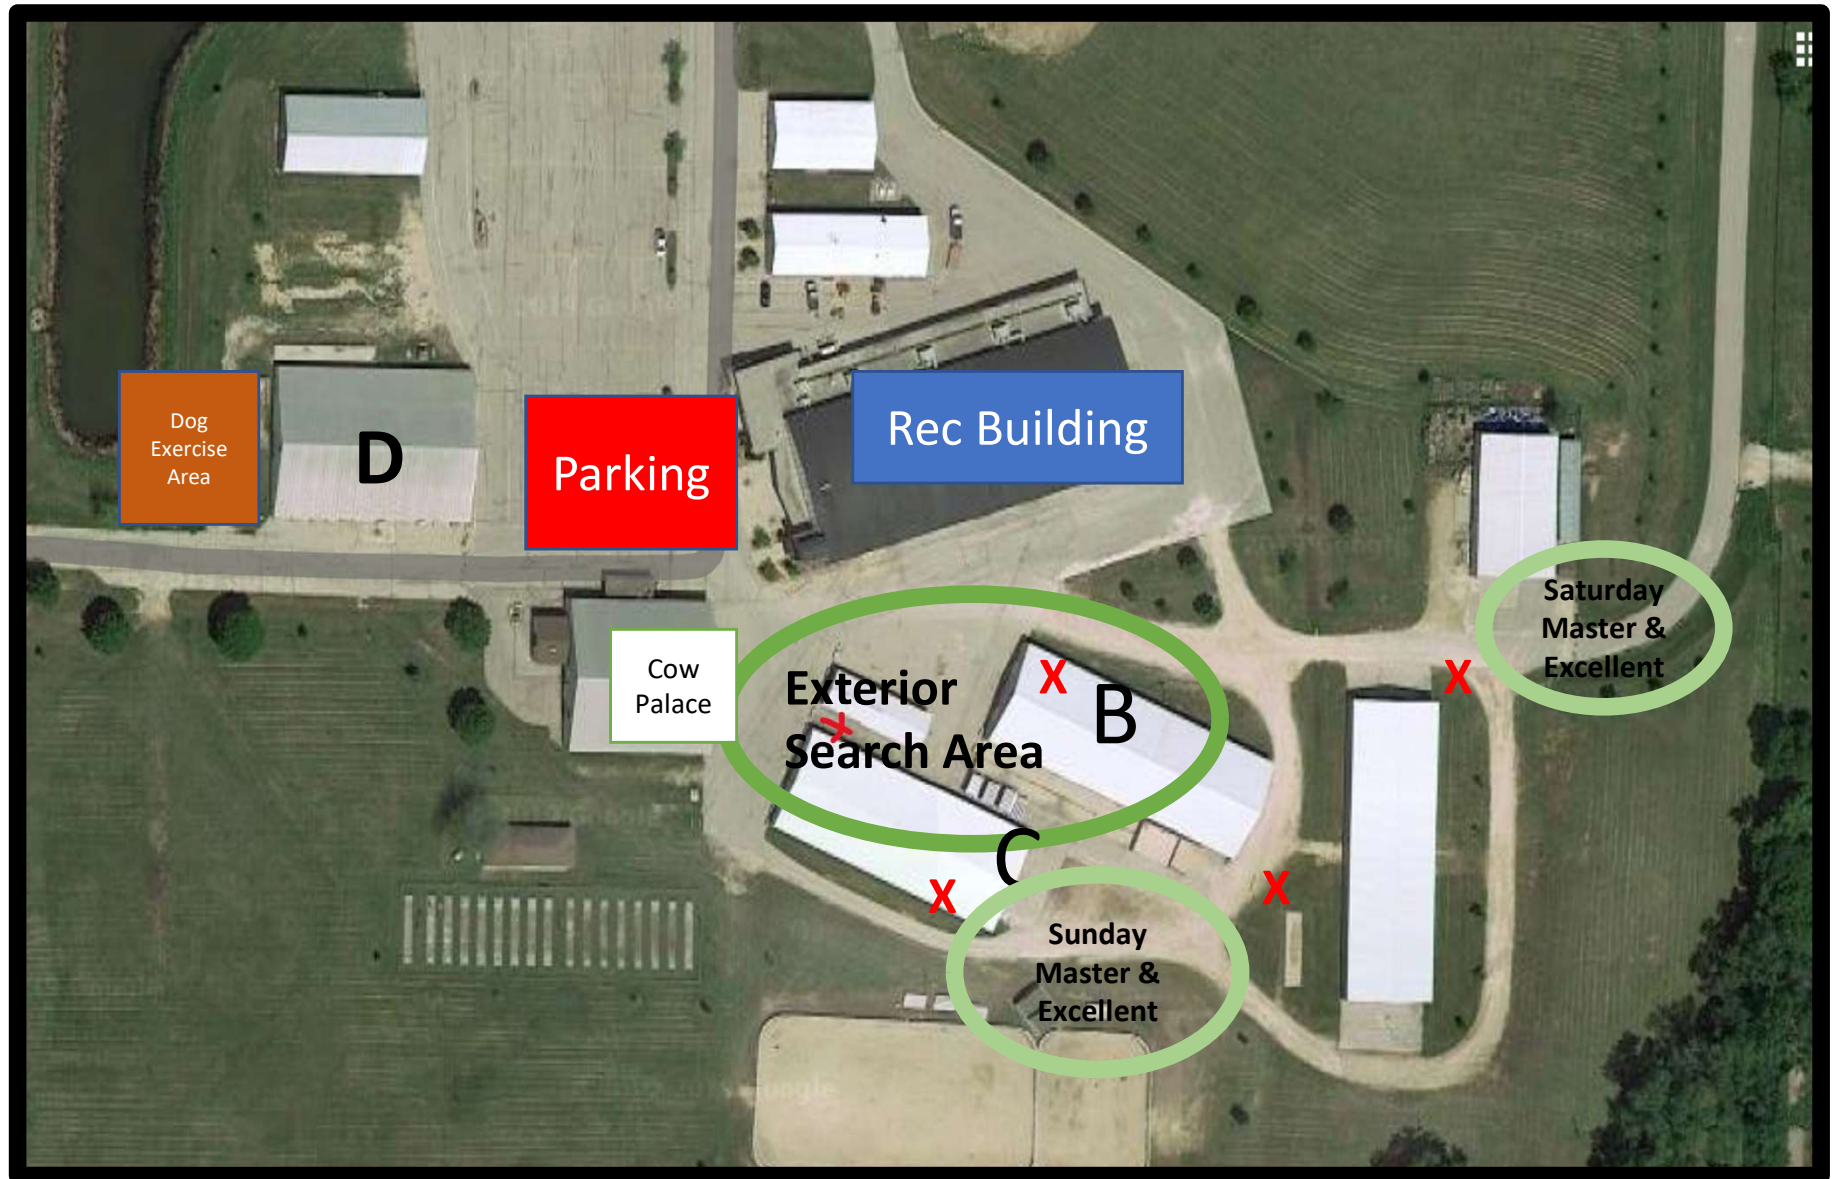 Dog
Exercise
Area
D
Parking
Rec Building
Cow
Palace
Exterior
Search Area
X
X
B
C
X
X
X
Saturday
Master &
Excellent
Sunday
Master &
Excellent